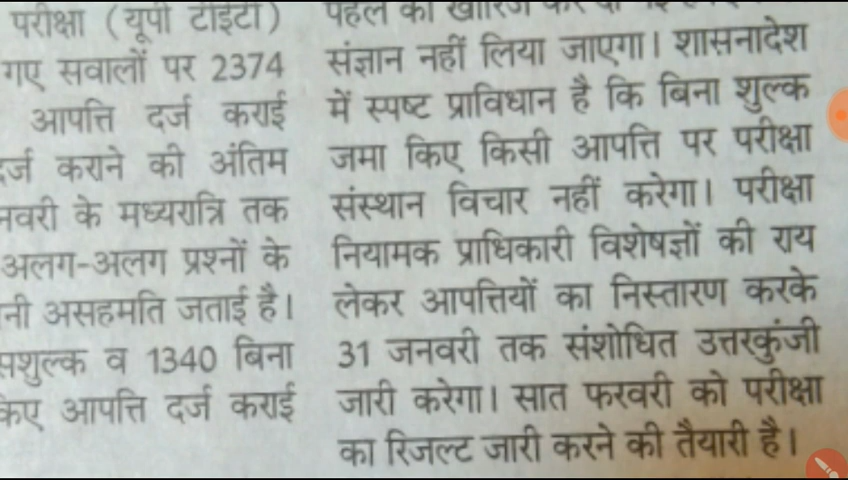 परीक्षा (यूपी टीईटी)
गए सवालों पर 2374
आपत्ति दर्ज कराई
दर्ज कराने की अंतिम
के मध्यरात्रि तक
अलग-अलग प्रश्नों के
असहमति जताई है।
सशुल्क व 1340 बिना
किए आपत्ति दर्ज कराई
पहल को खारिज
संज्ञान नहीं लिया जाएगा। शासनादेश
में स्पष्ट प्राविधान है कि बिना शुल्क
जमा किए किसी आपत्ति पर परीक्षा
संस्थान विचार नहीं करेगा। परीक्षा
नियामक प्राधिकारी विशेषज्ञों की राय
लेकर आपत्तियों का निस्तारण करके
31 जनवरी तक संशोधित उत्तरकुंजी
जारी करेगा। सात फरवरी को परीक्षा
का रिजल्ट जारी करने की तैयारी है।